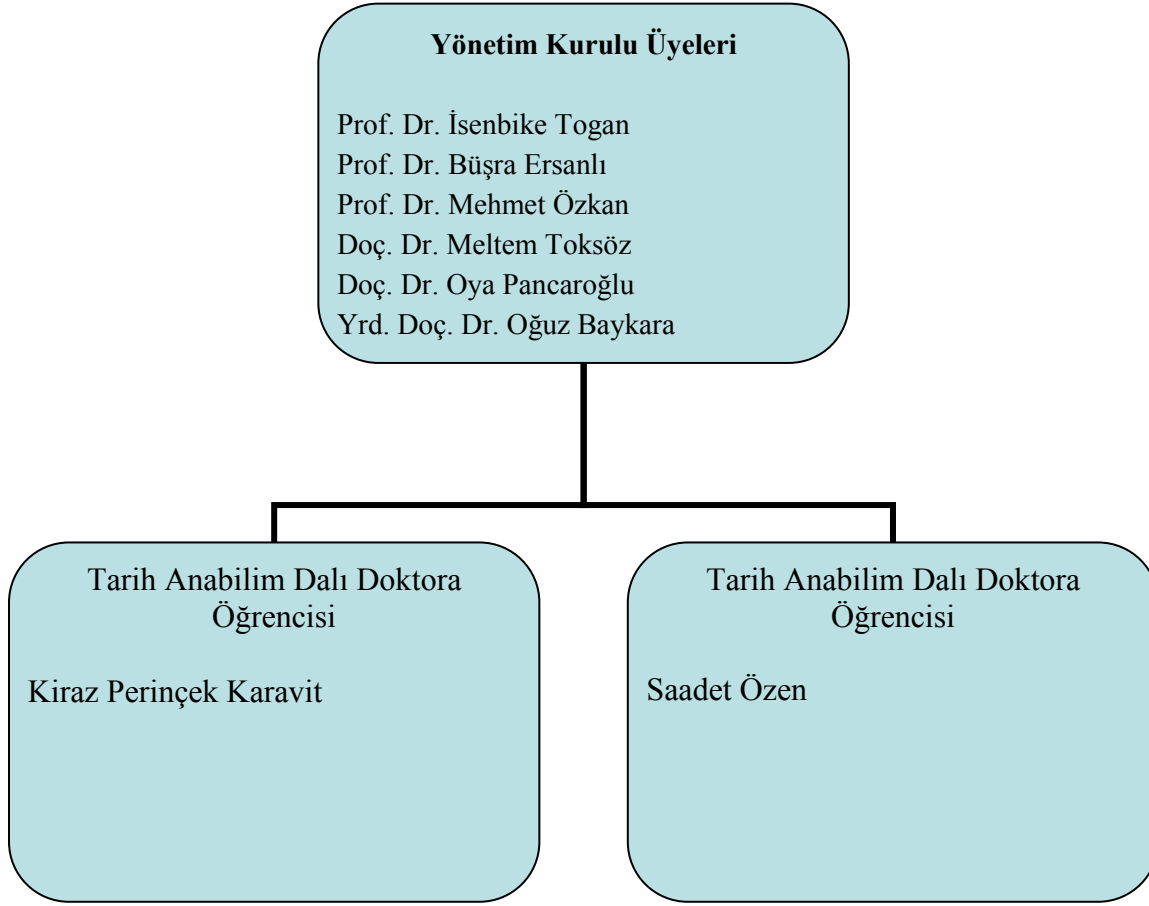 Yönetim Kurulu Üyeleri
Prof. Dr. İsenbike Togan
Prof. Dr. Büşra Ersanlı
Prof. Dr. Mehmet Özkan
Doç. Dr. Meltem Toksöz
Doç. Dr. Oya Pancaroğlu
Yrd. Doç. Dr. Oğuz Baykara
Tarih Anabilim Dalı Doktora
Öğrencisi
Kiraz Perinçek Karavit
Tarih Anabilim Dalı Doktora
Öğrencisi
Saadet Özen